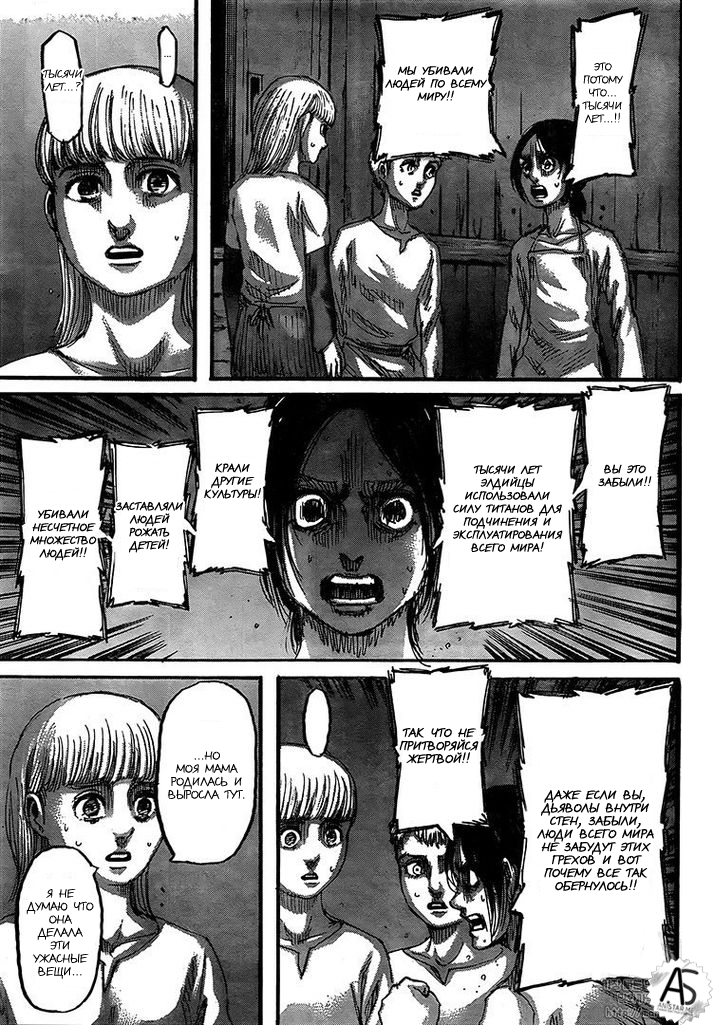 ЭТО
ПОТОМУ
ЧТО...
ТЫСЯЧИ
ЛЕТ...!!
МЫ УБИВАЛИ
ЛЮДЕЙ ПО ВСЕМУ
МИРУ!!
...
ТЫСЯЧИ
ЛЕТ...?
ВЫ ЭТО
ЗАБЫЛИ!!
ТЫСЯЧИ ЛЕТ
ЭЛДИЙЦЫ
ИСПОЛЬЗОВАЛИ
СИЛУ ТИТАНОВ ДЛЯ
ПОДЧИНЕНИЯ И
ЭКСПЛУАТИРОВАНИЯ
ВСЕГО МИРА!
КРАЛИ
ДРУГИЕ
КУЛЬТУРЫ!
ЗАСТАВЛЯЛИ
ЛЮДЕЙ
РОЖАТЬ
ДЕТЕЙ!
УБИВАЛИ
НЕСЧЕТНОЕ
МНОЖЕСТВО
ЛЮДЕЙ!!
ДАЖЕ ЕСЛИ ВЫ,
ДЬЯВОЛЫ ВНУТРИ
СТЕН, ЗАБЫЛИ,
ЛЮДИ ВСЕГО МИРА
НЕ ЗАБУДУТ ЭТИХ
ГРЕХОВ И ВОТ
ПОЧЕМУ ВСЕ ТАК
ОБЕРНУЛОСЬ!!
ТАК ЧТО НЕ
ПРИТВОРЯЙСЯ
ЖЕРТВОЙ!!
...НО
МОЯ МАМА
РОДИЛАСЬ И
ВЫРОСЛА ТУТ.
Я НЕ
ДУМАЮ ЧТО
ОНА
ДЕЛАЛА
ЭТИ
УЖАСНЫЕ
ВЕЩИ...
AS